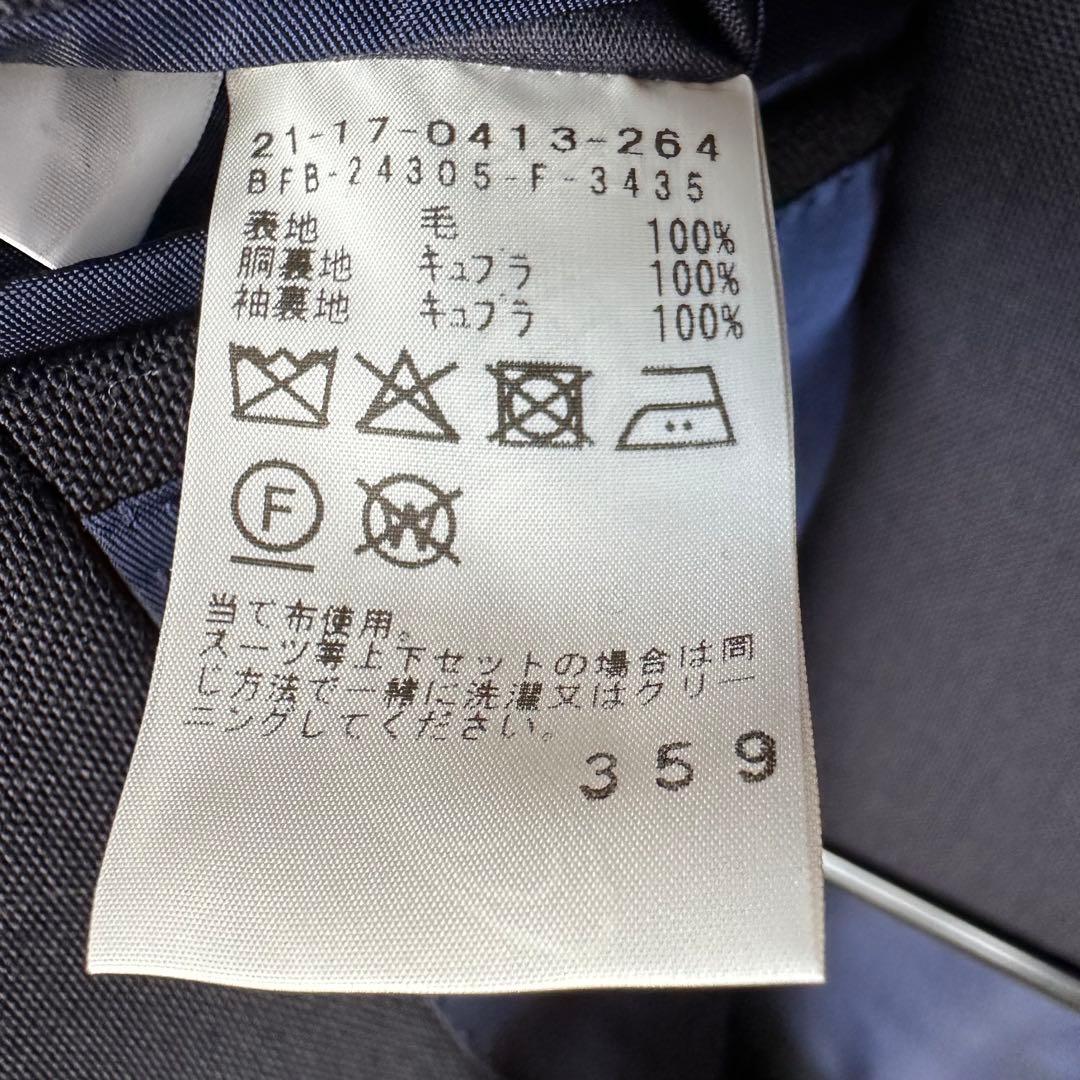 21-17-0413-264
BFB-24305-F-3435
表地 毛 100%
胴裏地 キュプラ 100%
袖裏地 キュプラ 100%
F W
当て布使用。
スーツ等上下セットの場合は同
じ方法で一緒に洗濯又はクリー
ニングしてください。
359